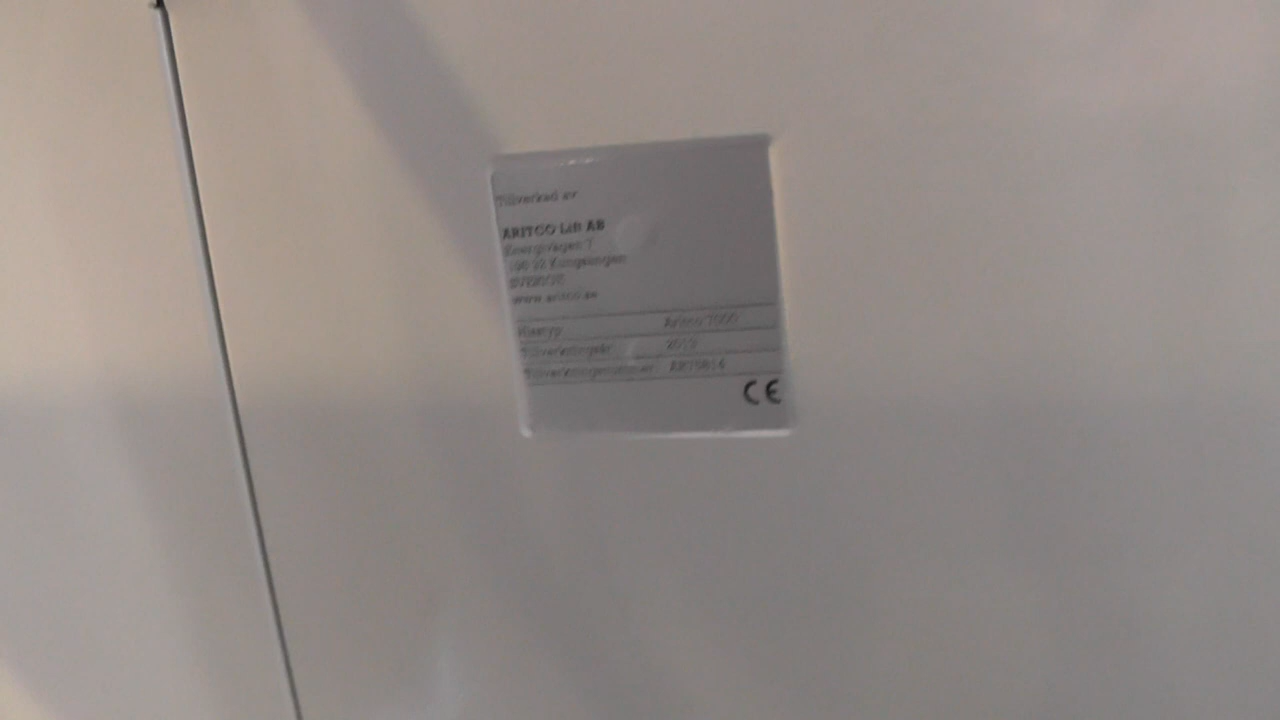 Tillverkad av
ARITCO Lift AB
Energivägen 7
196 32 Kungsängen
SVERIGE
www.aritco.se
Hisstyp Aritco 7000
Tillverkningsår 2012
Tillverkningsnummer
CE